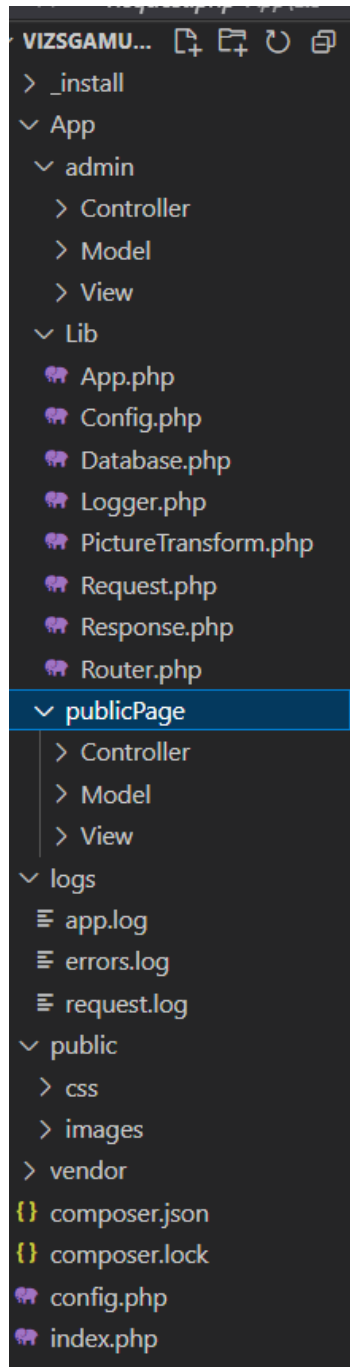 VIZSGAMU...
_install
App
admin
Controller
Model
View
Lib
App.php
Config.php
Database.php
Logger.php
PictureTransform.php
Request.php
Response.php
Router.php
publicPage
Controller
Model
View
logs
app.log
errors.log
request.log
public
css
images
vendor
{} composer.json
{} composer.lock
config.php
index.php